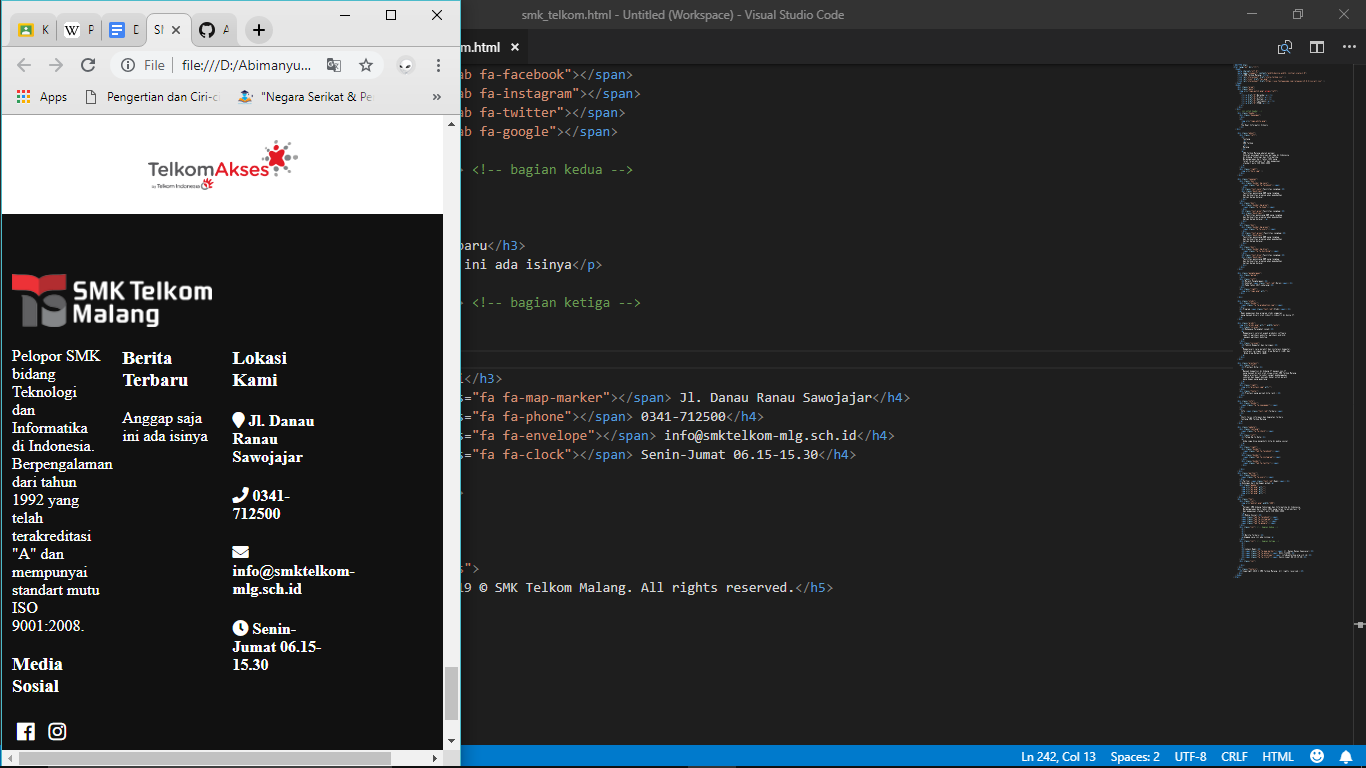 smk_telkom.html - Untitled (Workspace) - Visual Studio Code
K
W
P
D
A
File
file:///D:/Abimanyu...
Apps
Pengertian dan Ciri-c
"Negara Serikat & Pe
»
TelkomAkses
by Telkom Indonesia
SMK Telkom
Malang
Pelopor SMK
bidang
Teknologi
dan
Informatika
di Indonesia.
Berpengalaman
dari tahun
1992 yang
telah
terakreditasi
"A" dan
mempunyai
standart mutu
ISO
9001:2008.
Media
Sosial
Berita
Terbaru
Anggap saja
ini ada isinya
Lokasi
Kami
Jl. Danau
Ranau
Sawojajar
0341-
712500
info@smktelkom-
mlg.sch.id
Senin-
Jumat 06.15-
15.30
m.html
ab fa-facebook"></span>
ab fa-instagram"></span>
ab fa-twitter"></span>
ab fa-google"></span>
<!-- bagian kedua -->
baru</h3>
ini ada isinya</p>
<!-- bagian ketiga -->
</h3>
s="fa fa-map-marker"></span> Jl. Danau Ranau Sawojajar</h4>
s="fa fa-phone"></span> 0341-712500</h4>
s="fa fa-envelope"></span> info@smktelkom-mlg.sch.id</h4>
s="fa fa-clock"></span> Senin-Jumat 06.15-15.30</h4>
>
s">
19 © SMK Telkom Malang. All rights reserved.</h5>
Ln 242, Col 13
Spaces: 2
UTF-8
CRLF
HTML